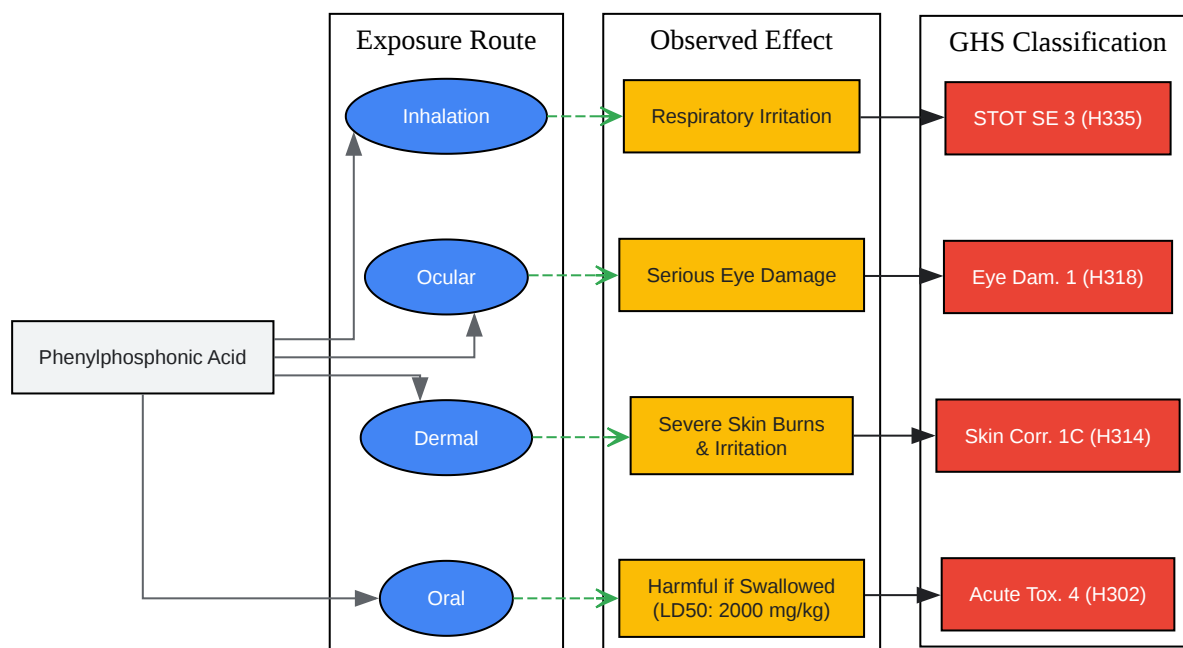 Exposure Route
Observed Effect
GHS Classification
Inhalation
Respiratory Irritation
STOT SE 3 (H335)
Ocular
Serious Eye Damage
Eye Dam. 1 (H318)
Phenylphosphonic Acid
Dermal
Severe Skin Burns
& Irritation
Skin Corr. 1C (H314)
Oral
Harmful if Swallowed
(LD50: 2000 mg/kg)
Acute Tox. 4 (H302)